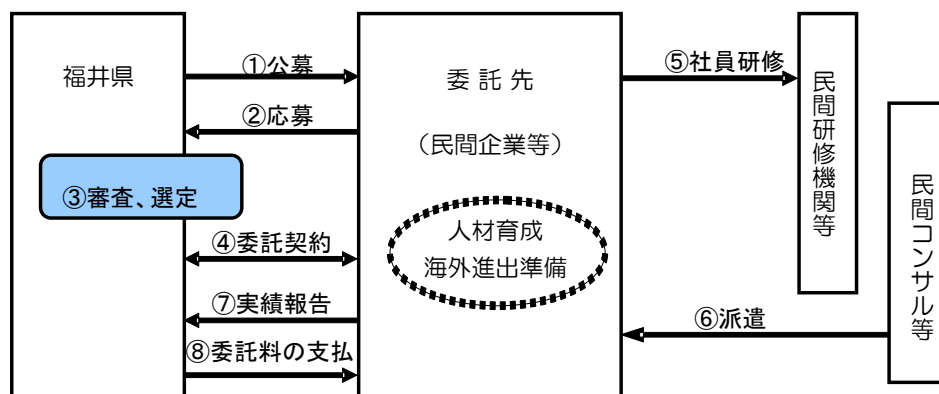 福井県
①公募
②応募
③審査、選定
④委託契約
⑦実績報告
⑧委託料の支払
委託先
（民間企業等）
人材育成
海外進出準備
⑤社員研修
民間研修機関等
⑥派遣
民間コンサル等